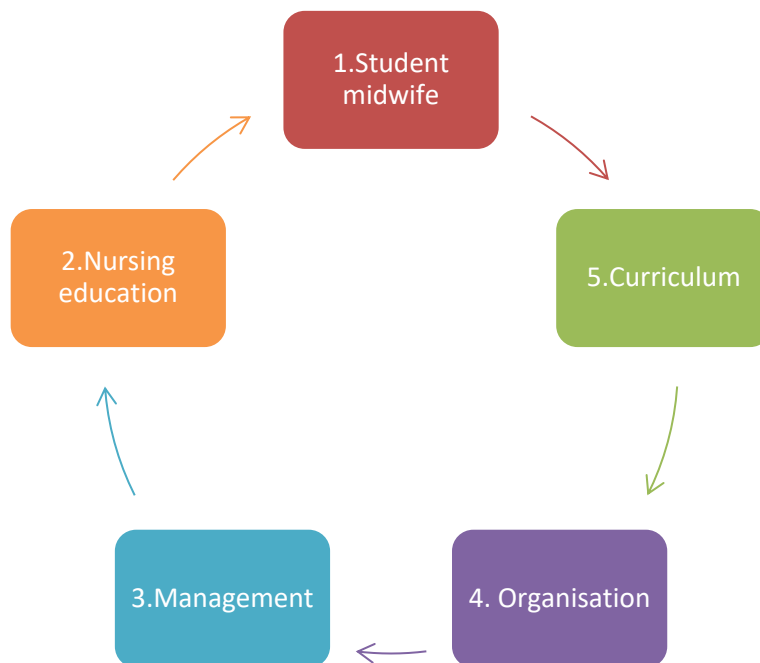 1.Student
midwife
2.Nursing
education
5.Curriculum
3.Management
4. Organisation